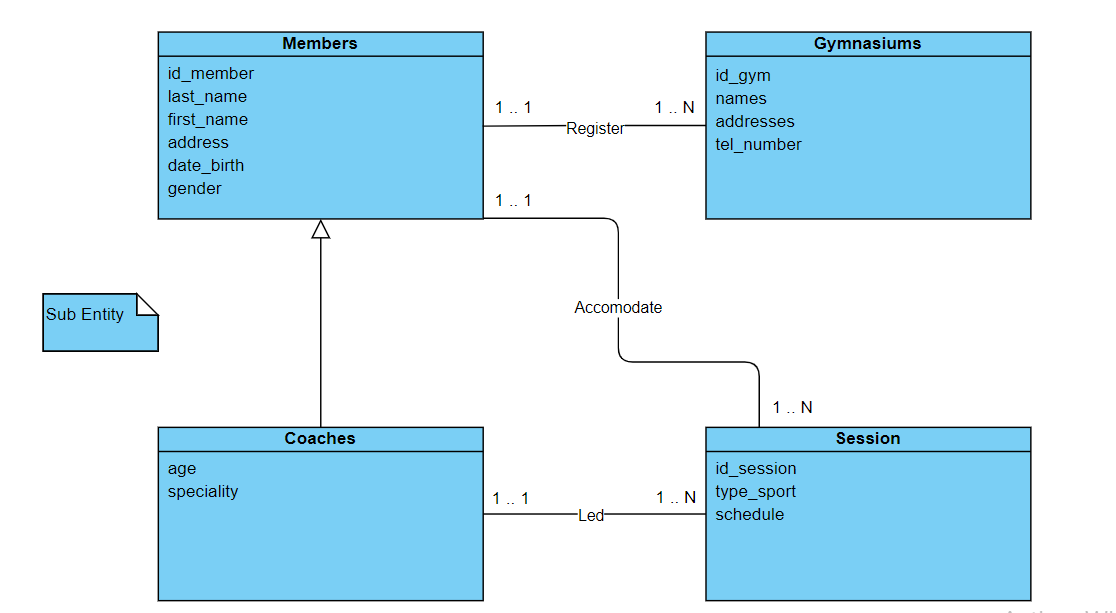 Members
id_member
last_name
first_name
address
date_birth
gender
1 .. 1
Register
1 .. N
Gymnasiums
id_gym
names
addresses
tel_number
1 .. 1
Accomodate
1 .. N
Sub Entity
Coaches
age
speciality
1 .. 1
Led
1 .. N
Session
id_session
type_sport
schedule